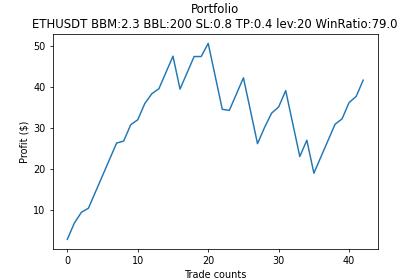 Portfolio
ETHUSDT BBM:2.3 BBL:200 SL:0.8 TP:0.4 lev:20 WinRatio:79.0
50
40
30
20
10
Profit ($)
0
10
20
30
40
Trade counts